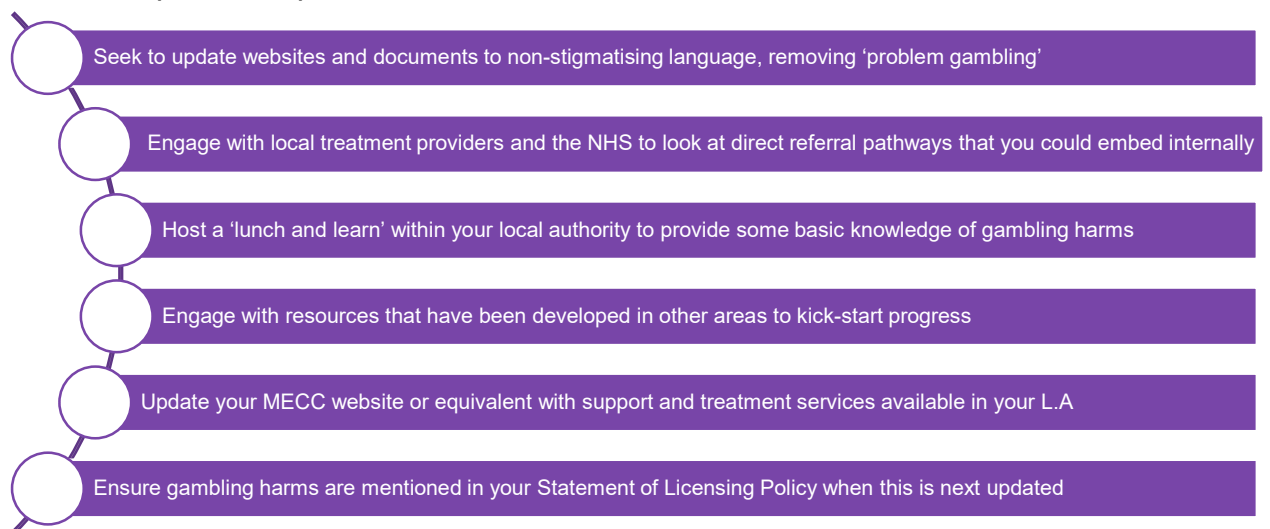 Seek to update websites and documents to non-stigmatising language, removing ‘problem gambling’
Engage with local treatment providers and the NHS to look at direct referral pathways that you could embed internally
Host a ‘lunch and learn’ within your local authority to provide some basic knowledge of gambling harms
Engage with resources that have been developed in other areas to kick-start progress
Update your MECC website or equivalent with support and treatment services available in your L.A
Ensure gambling harms are mentioned in your Statement of Licensing Policy when this is next updated